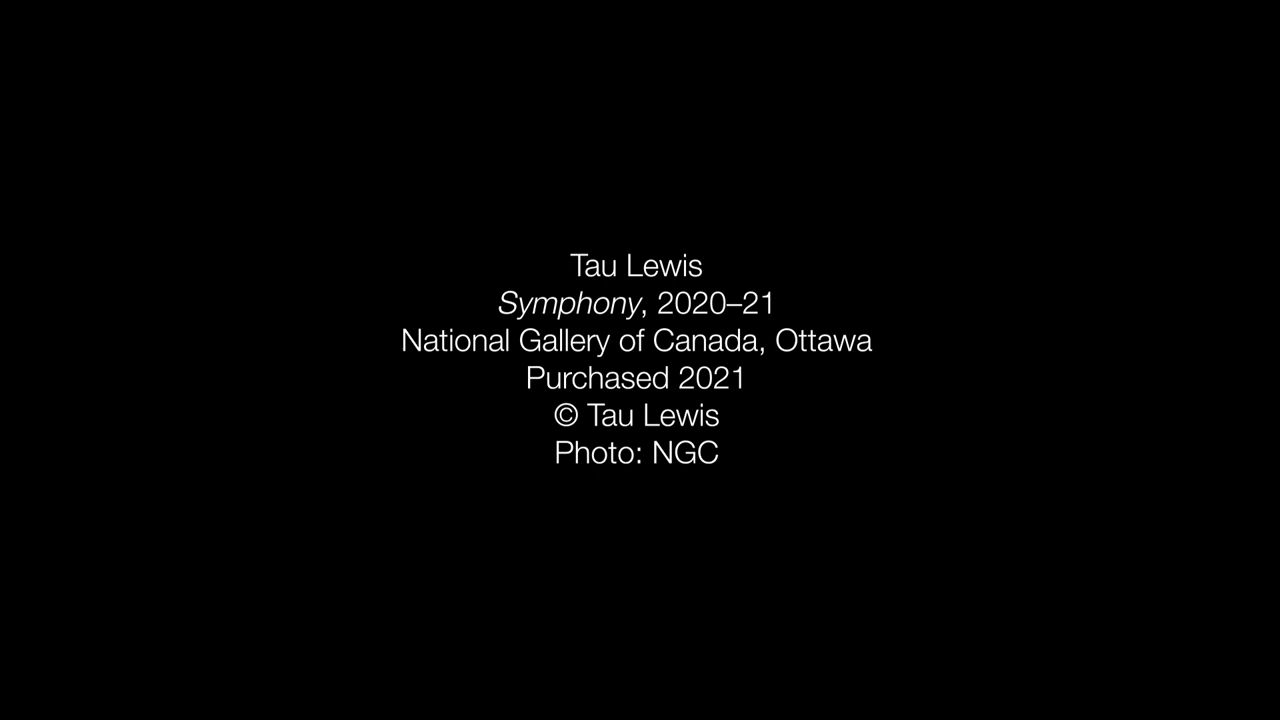 Tau Lewis
Symphony, 2020–21
National Gallery of Canada, Ottawa
Purchased 2021
© Tau Lewis
Photo: NGC